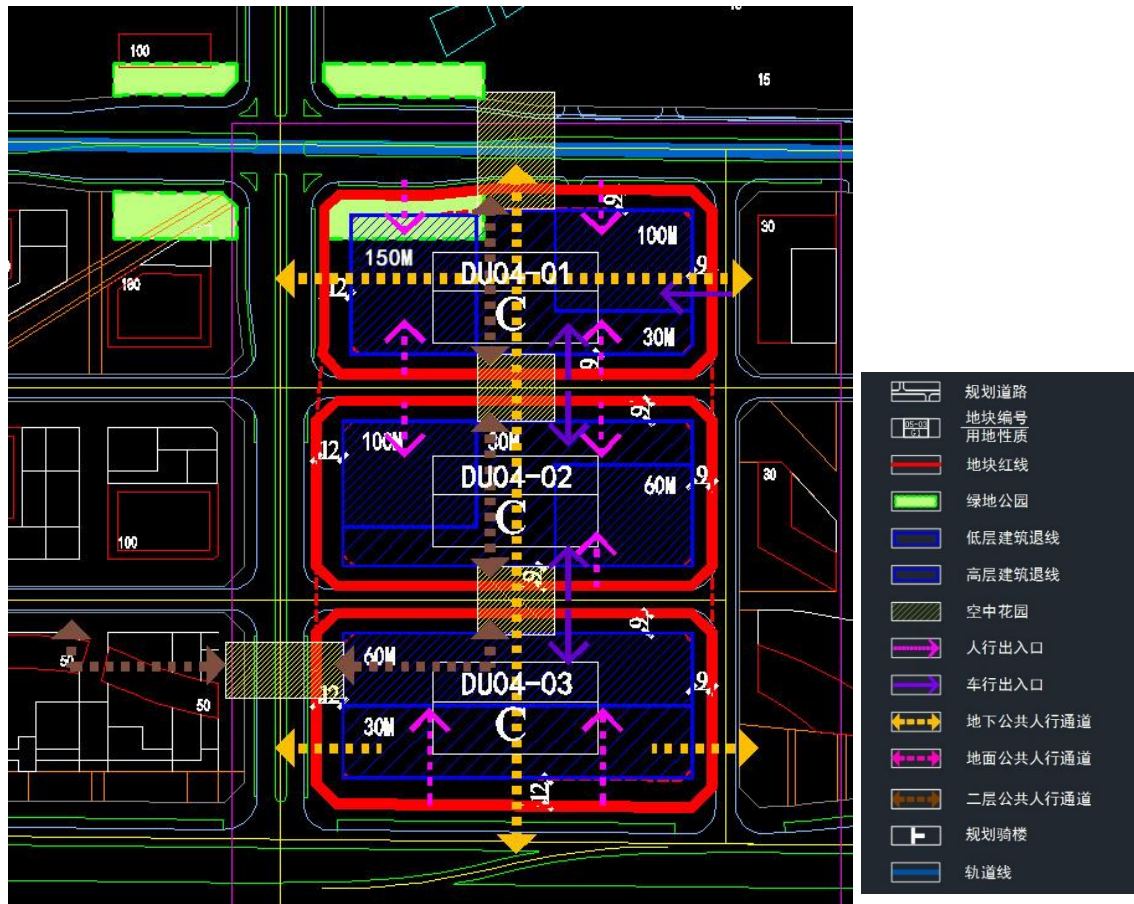 100
15
15
9
100M
150M
DU04-01
9
30
180
12
C
30M
9
100M
30M
9
12
DU04-02
60M
9
30
C
100
9
9
50
60M
DU04-03
9
50
12
30M
C
12
规划道路
05-03
地块编号
用地性质
地块红线
绿地公园
低层建筑退线
高层建筑退线
空中花园
人行出入口
车行出入口
地下公共人行通道
地面公共人行通道
二层公共人行通道
规划骑楼
轨道线